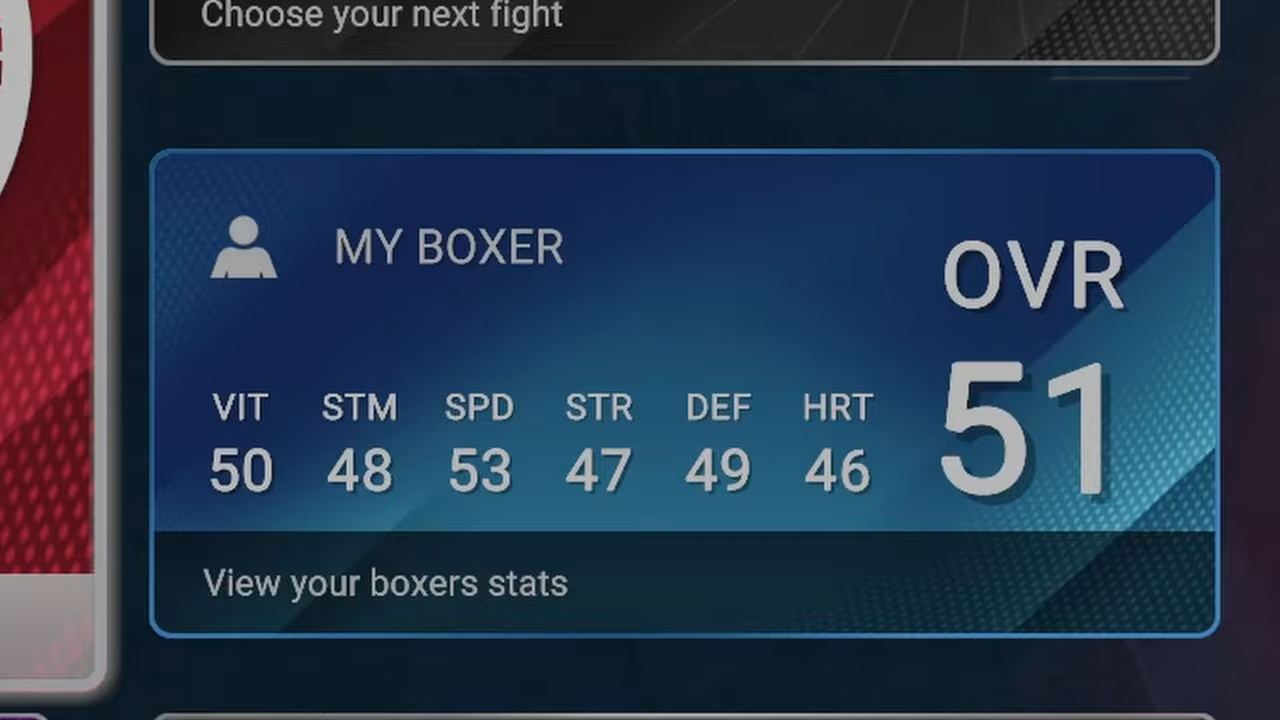 Choose your next fight
MY BOXER
OVR
51
VIT STM SPD STR DEF HRT
50 48 53 47 49 46
View your boxers stats